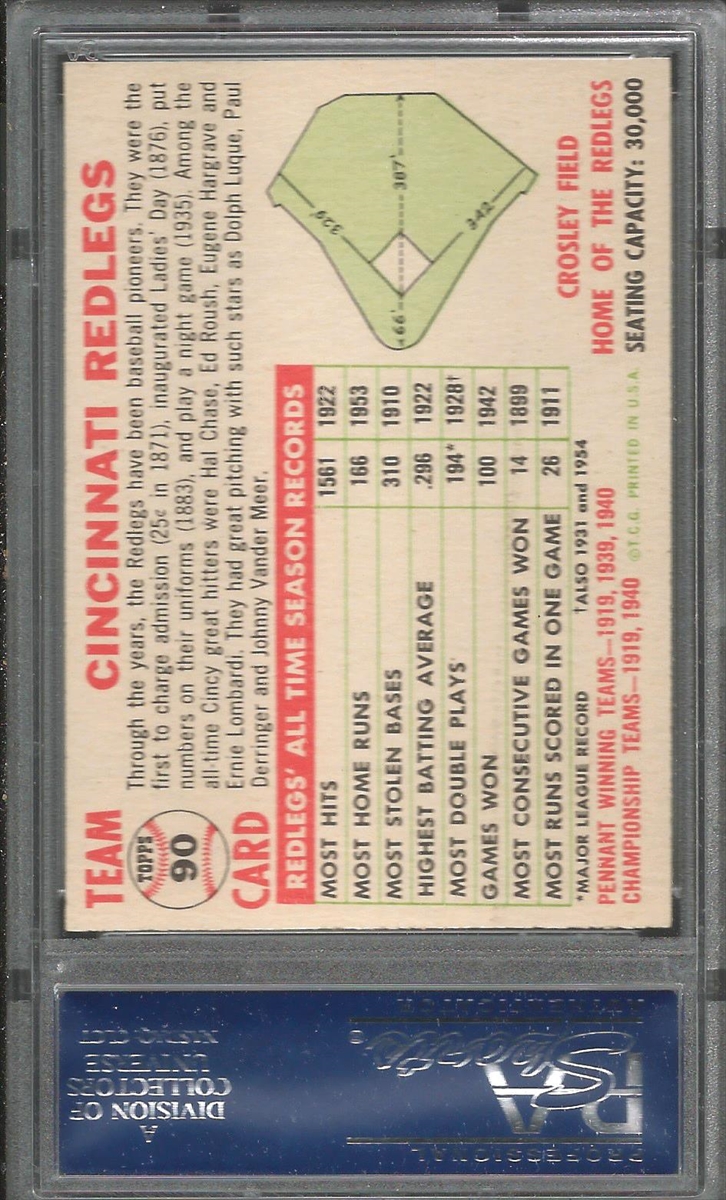 TEAM
TOPPS
90
CARD
CINCINNATI REDLEGS
Through the years, the Redlegs have been baseball pioneers. They were the
first to charge admission (25¢ in 1871), inaugurated Ladies' Day (1876), put
numbers on their uniforms (1883), and play a night game (1935). Among the
all-time Cincy great hitters were Hal Chase, Ed Roush, Eugene Hargrave and
Ernie Lombardi. They had great pitching with such stars as Dolph Luque, Paul
Derringer and Johnny Vander Meer.
REDLEGS' ALL TIME SEASON RECORDS
MOST HITS 1561 1922
MOST HOME RUNS 166 1953
MOST STOLEN BASES 310 1910
HIGHEST BATTING AVERAGE .296 1922
MOST DOUBLE PLAYS 194* 1928†
GAMES WON 100 1942
MOST CONSECUTIVE GAMES WON 14 1899
MOST RUNS SCORED IN ONE GAME 26 1911
*MAJOR LEAGUE RECORD †ALSO 1931 and 1954
PENNANT WINNING TEAMS—1919, 1939, 1940
CHAMPIONSHIP TEAMS—1919, 1940
©T.C.G. PRINTED IN U.S.A.
329'
387'
342'
66'
CROSLEY FIELD
HOME OF THE REDLEGS
SEATING CAPACITY: 30,000
A
DIVISION OF
COLLECTORS
UNIVERSE
NASDAQ: CLCT
PROFESSIONAL
Sports
PSA
AUTHENTICATOR